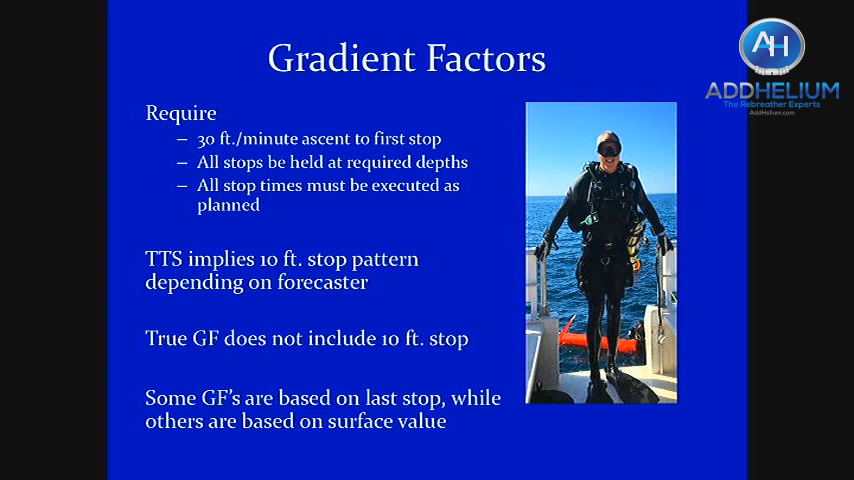 Gradient Factors
AH
ADDHELIUM
The Rebreather Experts
AddHelium.com
Require
– 30 ft./minute ascent to first stop
– All stops be held at required depths
– All stop times must be executed as
planned
TTS implies 10 ft. stop pattern
depending on forecaster
True GF does not include 10 ft. stop
Some GF's are based on last stop, while
others are based on surface value